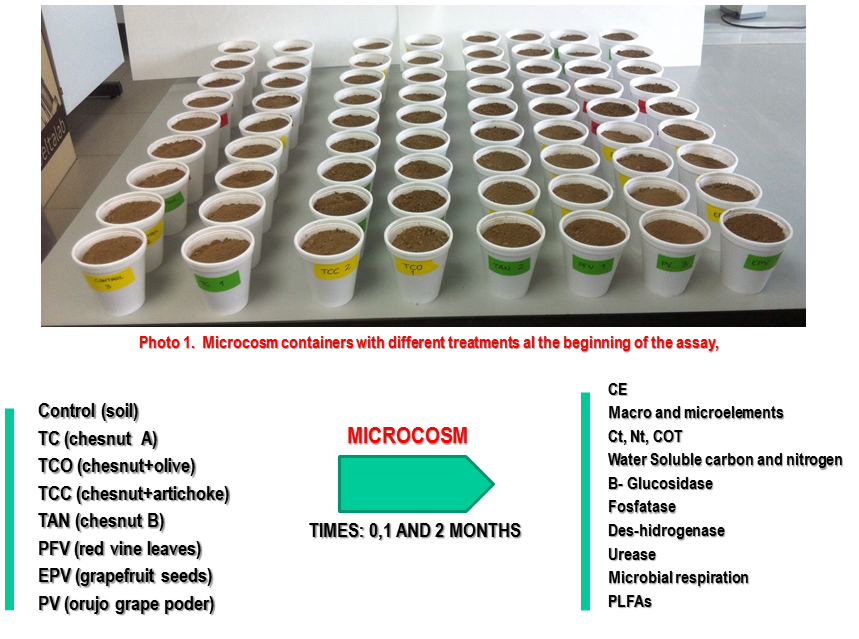 eltalab
CONTROL
3
TC 1
TCC 2
TCO
1
TAN 2
PFV 1
PV 3
EPV
Photo 1. Microcosm containers with different treatments al the beginning of the assay,
Control (soil)
TC (chesnut A)
TCO (chesnut+olive)
TCC (chesnut+artichoke)
TAN (chesnut B)
PFV (red vine leaves)
EPV (grapefruit seeds)
PV (orujo grape poder)
MICROCOSM
TIMES: 0,1 AND 2 MONTHS
CE
Macro and microelements
Ct, Nt, COT
Water Soluble carbon and nitrogen
B- Glucosidase
Fosfatase
Des-hidrogenase
Urease
Microbial respiration
PLFAs